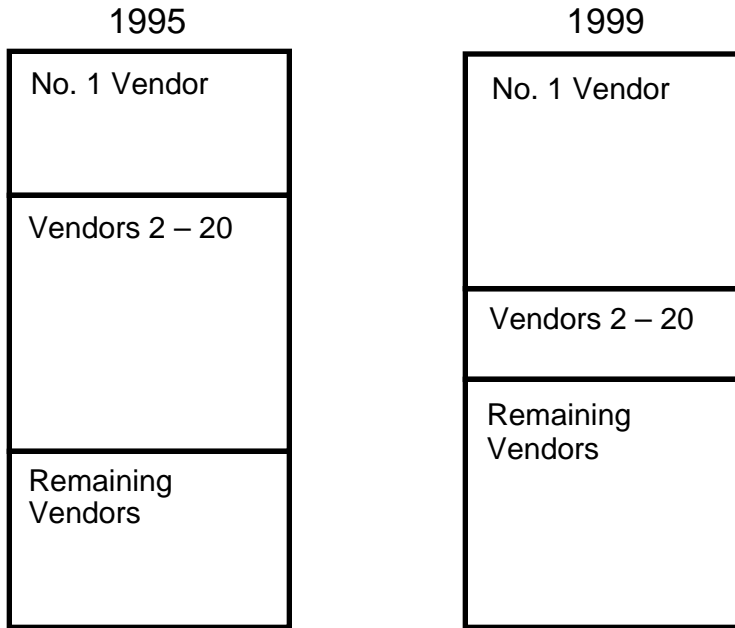 1995
No. 1 Vendor
Vendors 2 – 20
Remaining
Vendors
1999
No. 1 Vendor
Vendors 2 – 20
Remaining
Vendors